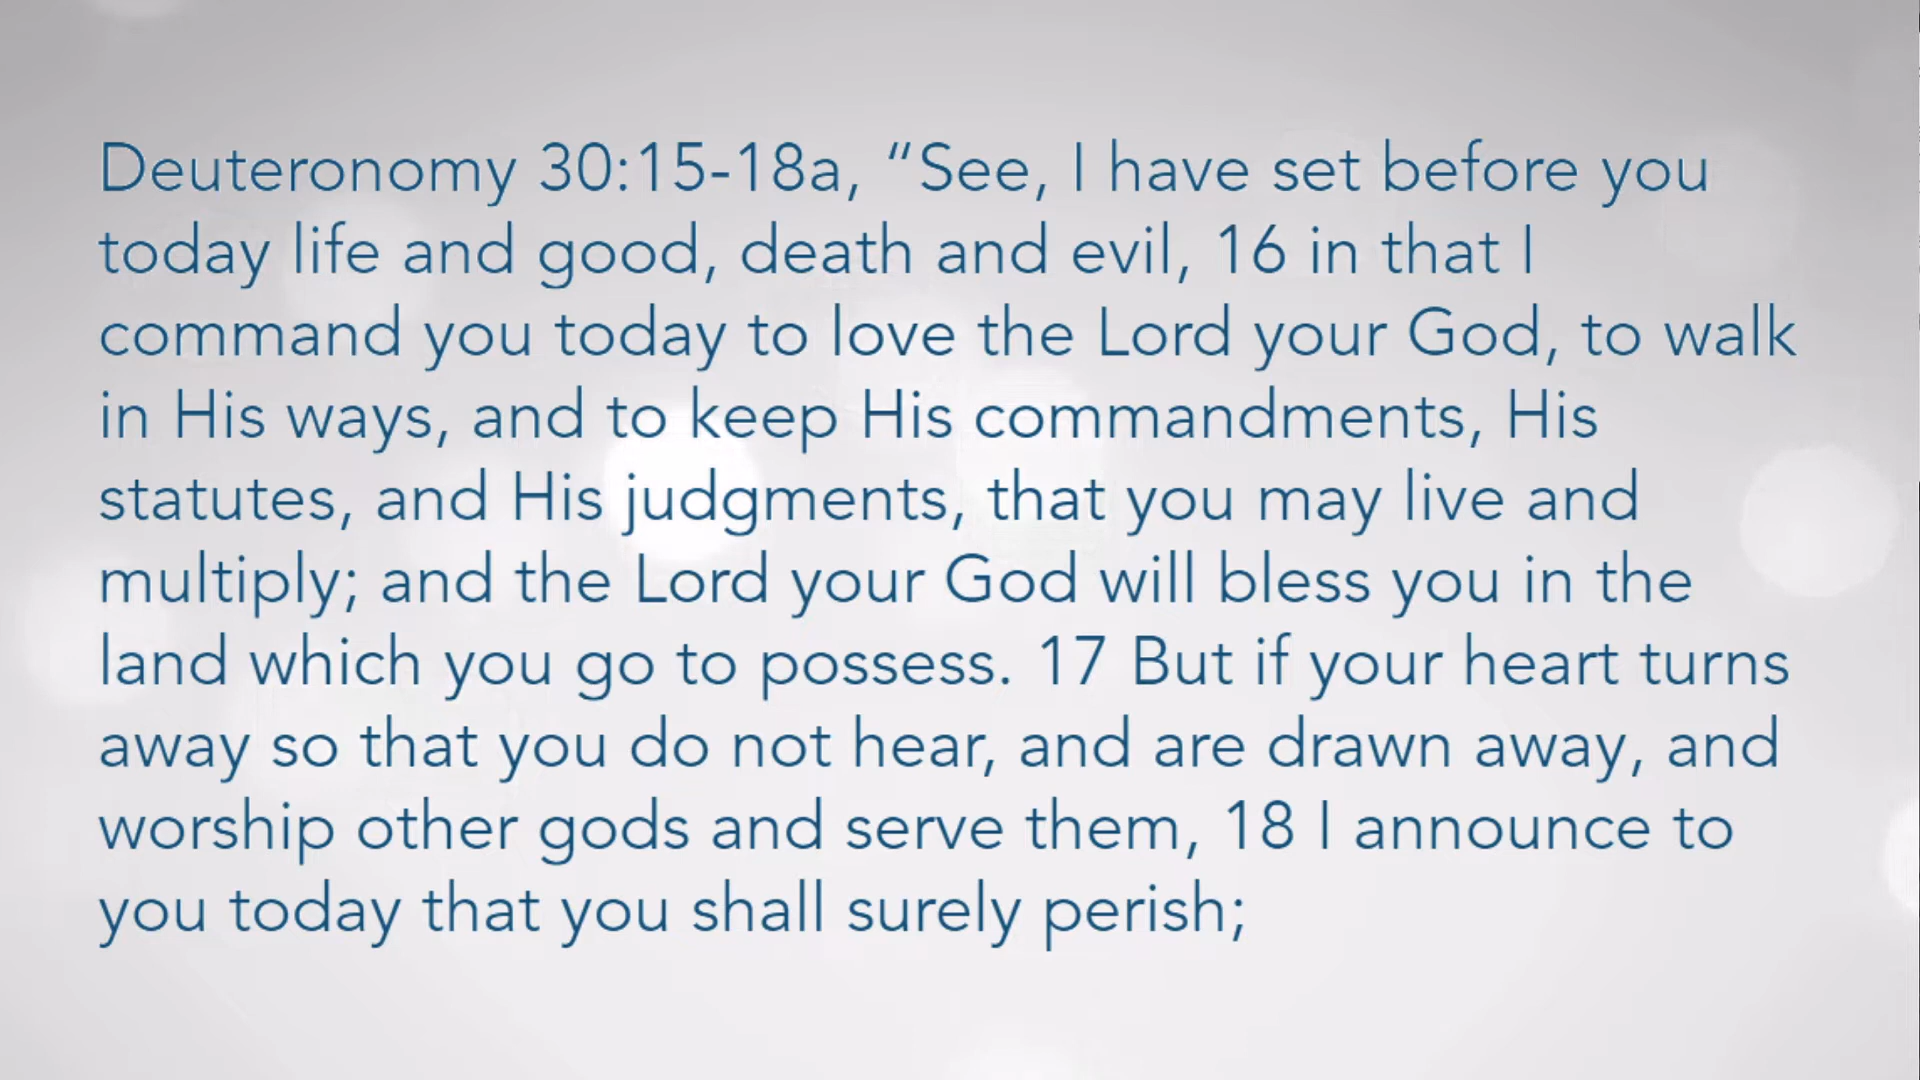 Deuteronomy 30:15-18a, “See, I have set before you
today life and good, death and evil, 16 in that I
command you today to love the Lord your God, to walk
in His ways, and to keep His commandments, His
statutes, and His judgments, that you may live and
multiply; and the Lord your God will bless you in the
land which you go to possess. 17 But if your heart turns
away so that you do not hear, and are drawn away, and
worship other gods and serve them, 18 I announce to
you today that you shall surely perish;